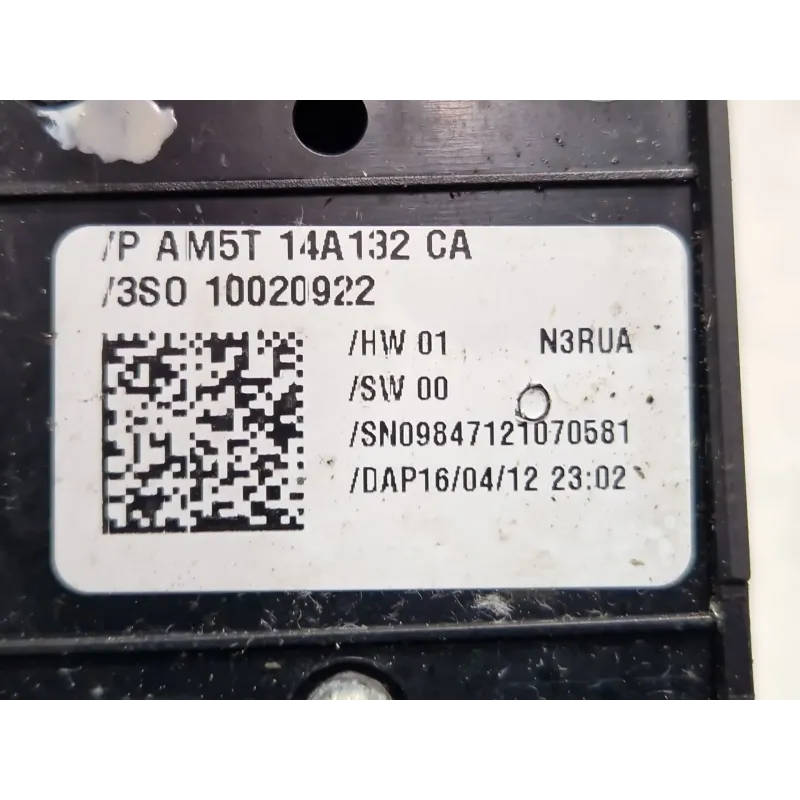 /P AM5T 14A132 CA
/3SO 10020922
/HW 01 N3RUA
/SW 00
/SN09847121070581
/DAP16/04/12 23:02